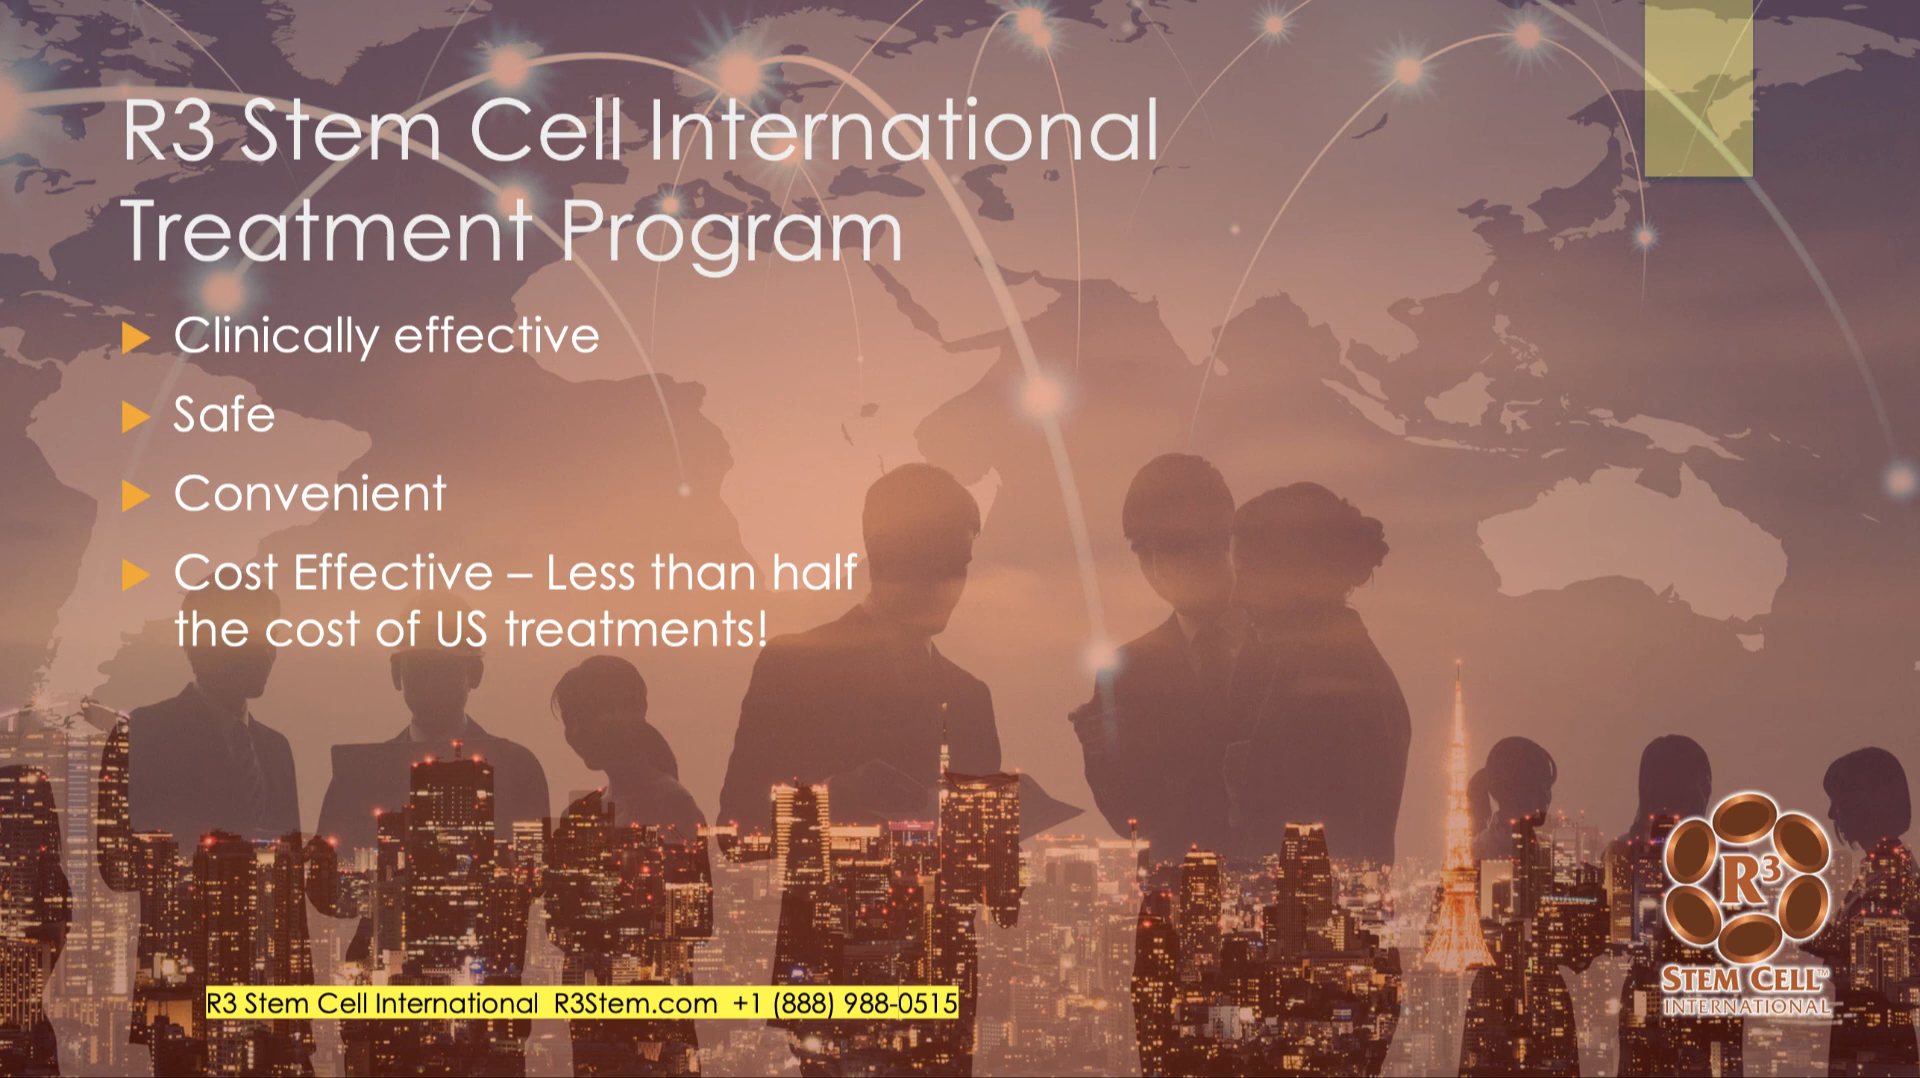 R3 Stem Cell International
Treatment Program
Clinically effective
Safe
Convenient
Cost Effective – Less than half
the cost of US treatments!
R3 Stem Cell International R3Stem.com +1 (888) 988-0515
R3
STEM CELL™
INTERNATIONAL